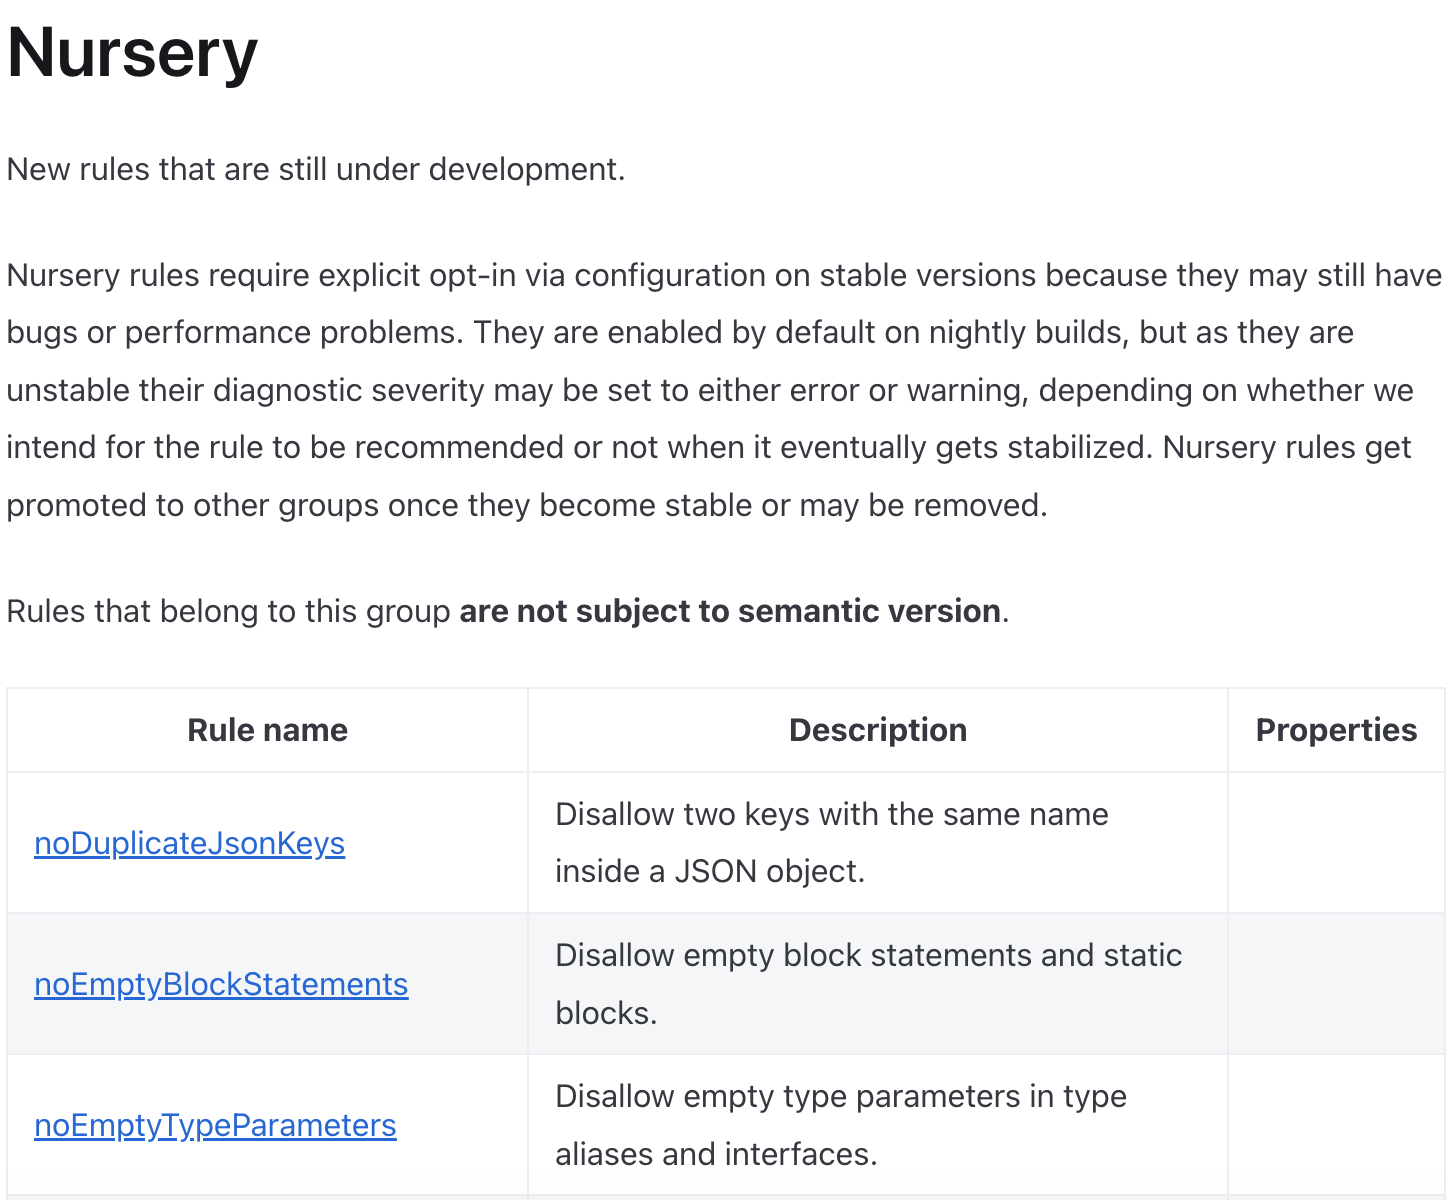 Nursery
New rules that are still under development.
Nursery rules require explicit opt-in via configuration on stable versions because they may still have
bugs or performance problems. They are enabled by default on nightly builds, but as they are
unstable their diagnostic severity may be set to either error or warning, depending on whether we
intend for the rule to be recommended or not when it eventually gets stabilized. Nursery rules get
promoted to other groups once they become stable or may be removed.
Rules that belong to this group are not subject to semantic version.
Rule name Description Properties
noDuplicateJsonKeys
Disallow two keys with the same name
inside a JSON object.
noEmptyBlockStatements
Disallow empty block statements and static
blocks.
noEmptyTypeParameters
Disallow empty type parameters in type
aliases and interfaces.